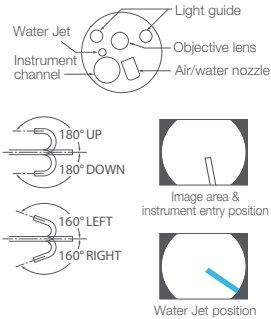 Light guide
Water Jet
Objective lens
Instrument
channel
Air/water nozzle
180° UP
180° DOWN
Image area &
instrument entry position
160° LEFT
160° RIGHT
Water Jet position